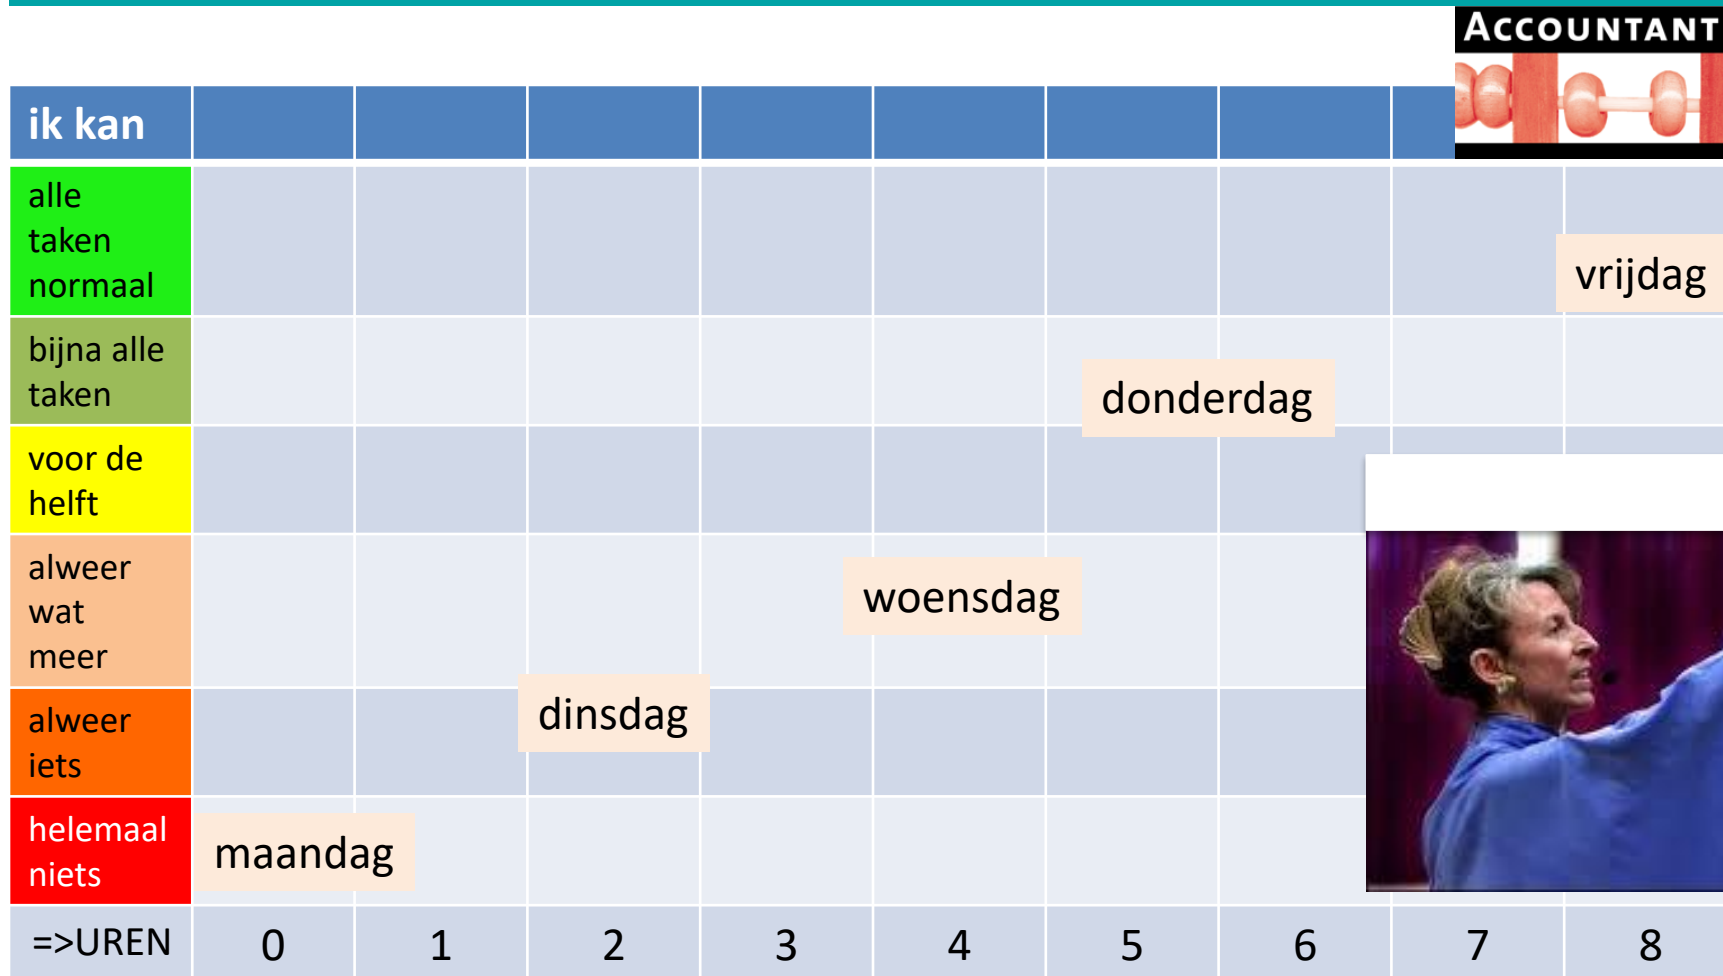 ACCOUNTANT
ik kan
alle
taken
normaal
vrijdag
bijna alle
taken
donderdag
voor de
helft
alweer
wat
meer
woensdag
alweer
iets
dinsdag
helemaal
niets
maandag
=>UREN 0 1 2 3 4 5 6 7 8